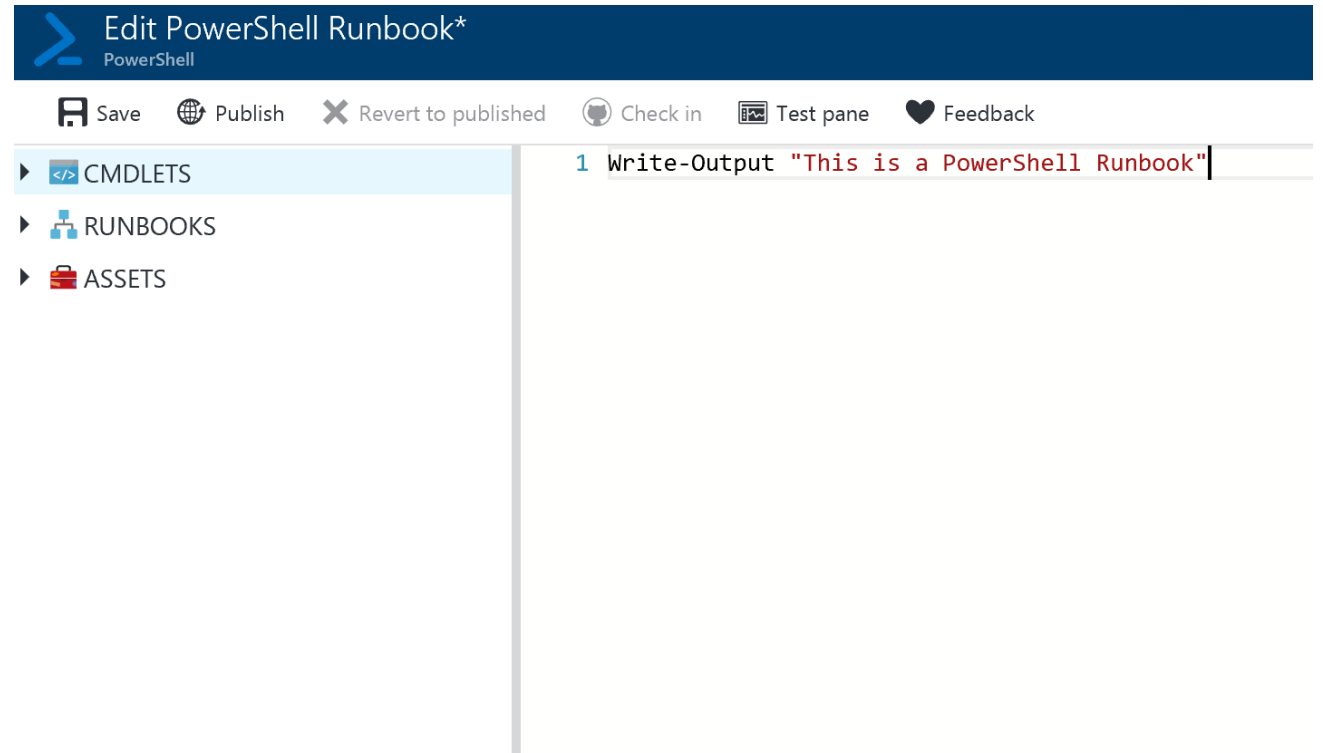 Edit PowerShell Runbook*
PowerShell
Save Publish Revert to published Check in Test pane Feedback
CMDLETS
RUNBOOKS
ASSETS
1 Write-Output "This is a PowerShell Runbook"